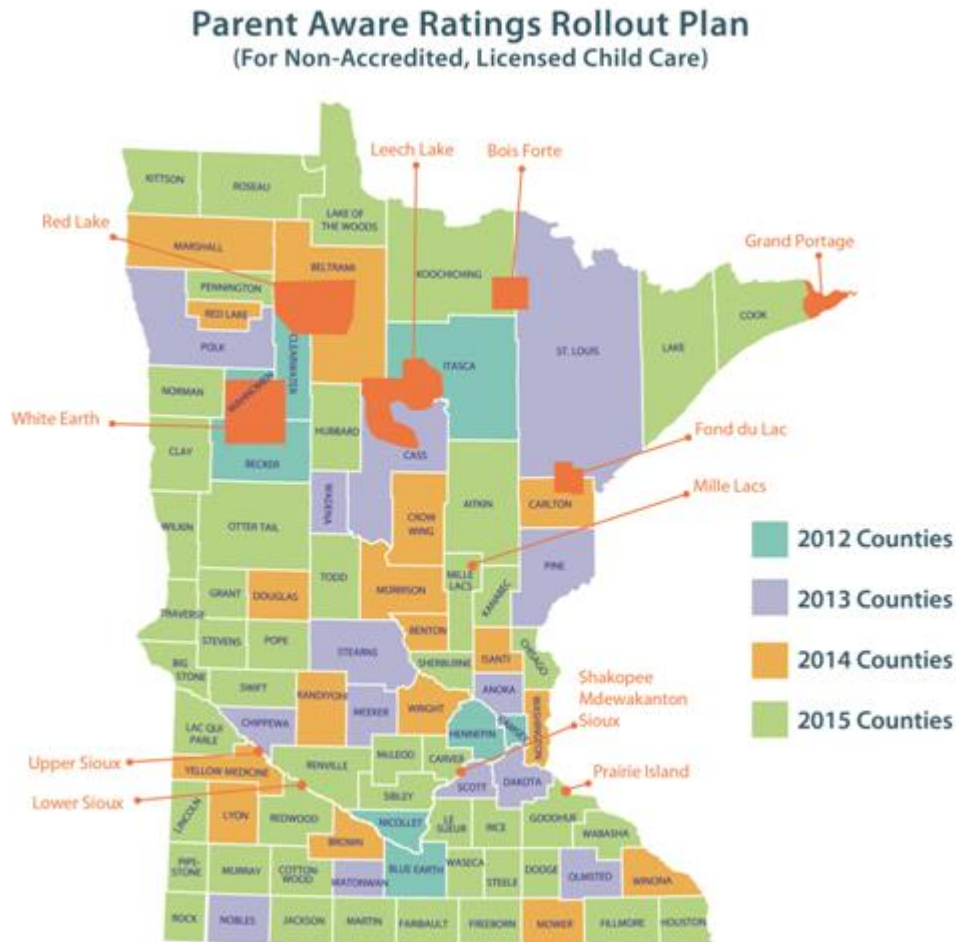 Parent Aware Ratings Rollout Plan
(For Non-Accredited, Licensed Child Care)
Leech Lake
Bois Forte
KITTSON
ROSEAU
LAKE OF
THE WOODS
Red Lake
Grand Portage
MARSHALL
BELTRAMI
KOOCHICHING
PENNINGTON
RED LAKE
COOK
POLK
CLEARWATER
ITASCA
ST. LOUIS
LAKE
MAHNOMEN
NORMAN
White Earth
HUBBARD
Fond du Lac
CLAY
BECKER
CASS
Mille Lacs
WADENA
AITKIN
CARLTON
WILKIN
OTTER TAIL
CROW
WING
2012 Counties
PINE
TODD
MILLE
LACS
GRANT
DOUGLAS
MORRISON
KANABEC
2013 Counties
TRAVERSE
BENTON
STEVENS
POPE
STEARNS
SHERBURNE
ISANTI
CHISAGO
2014 Counties
BIG
STONE
SWIFT
KANDIYOHI
MEEKER
WRIGHT
ANOKA
Shakopee
Mdewakanton
Sioux
LAC QUI
PARLE
CHIPPEWA
HENNEPIN
RAMSEY
WASHINGTON
2015 Counties
Upper Sioux
YELLOW MEDICINE
RENVILLE
McLEOD
CARVER
SCOTT
DAKOTA
Prairie Island
Lower Sioux
SIBLEY
LINCOLN
LYON
REDWOOD
NICOLLET
LE
SUEUR
RICE
GOODHUE
WABASHA
BROWN
PIPE-
STONE
MURRAY
COTTON-
WOOD
WATONWAN
BLUE EARTH
WASECA
STEELE
DODGE
OLMSTED
WINONA
ROCK
NOBLES
JACKSON
MARTIN
FARIBAULT
FREEBORN
MOWER
FILLMORE
HOUSTON